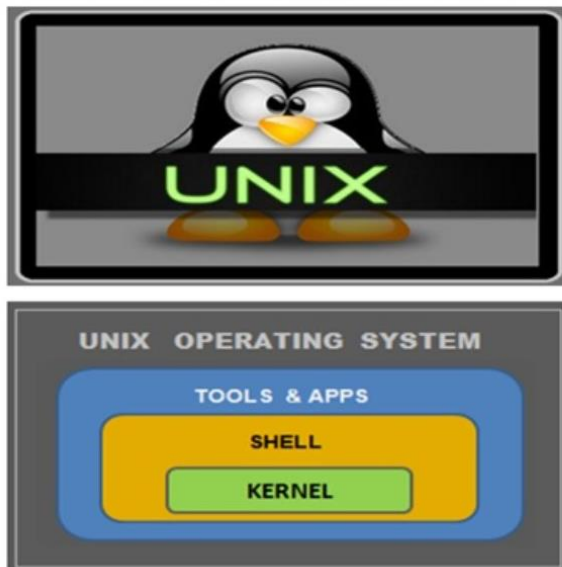 UNIX
UNIX OPERATING SYSTEM
TOOLS & APPS
SHELL
KERNEL